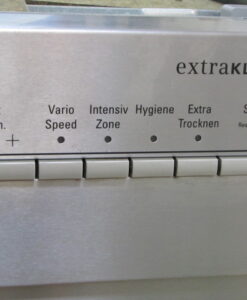 extraKL
Vario Intensiv Hygiene Extra
Speed Zone Trocknen
n. +